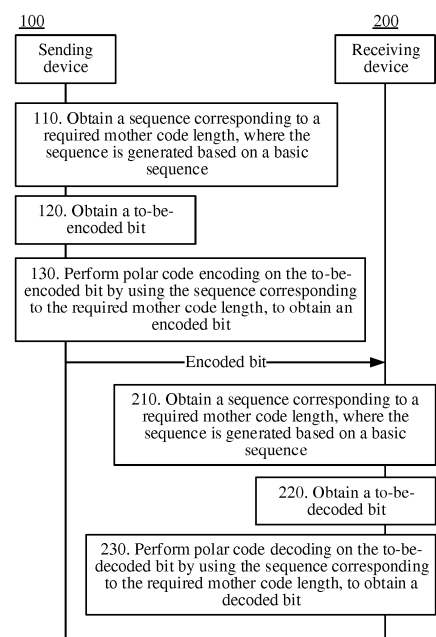 100
200
Sending
device
Receiving
device
110. Obtain a sequence corresponding to a
required mother code length, where the
sequence is generated based on a basic
sequence
120. Obtain a to-be-
encoded bit
130. Perform polar code encoding on the to-be-
encoded bit by using the sequence corresponding
to the required mother code length, to obtain an
encoded bit
Encoded bit
210. Obtain a sequence corresponding to a
required mother code length, where the
sequence is generated based on a basic
sequence
220. Obtain a to-be-
decoded bit
230. Perform polar code decoding on the to-be-
decoded bit by using the sequence corresponding
to the required mother code length, to obtain a
decoded bit